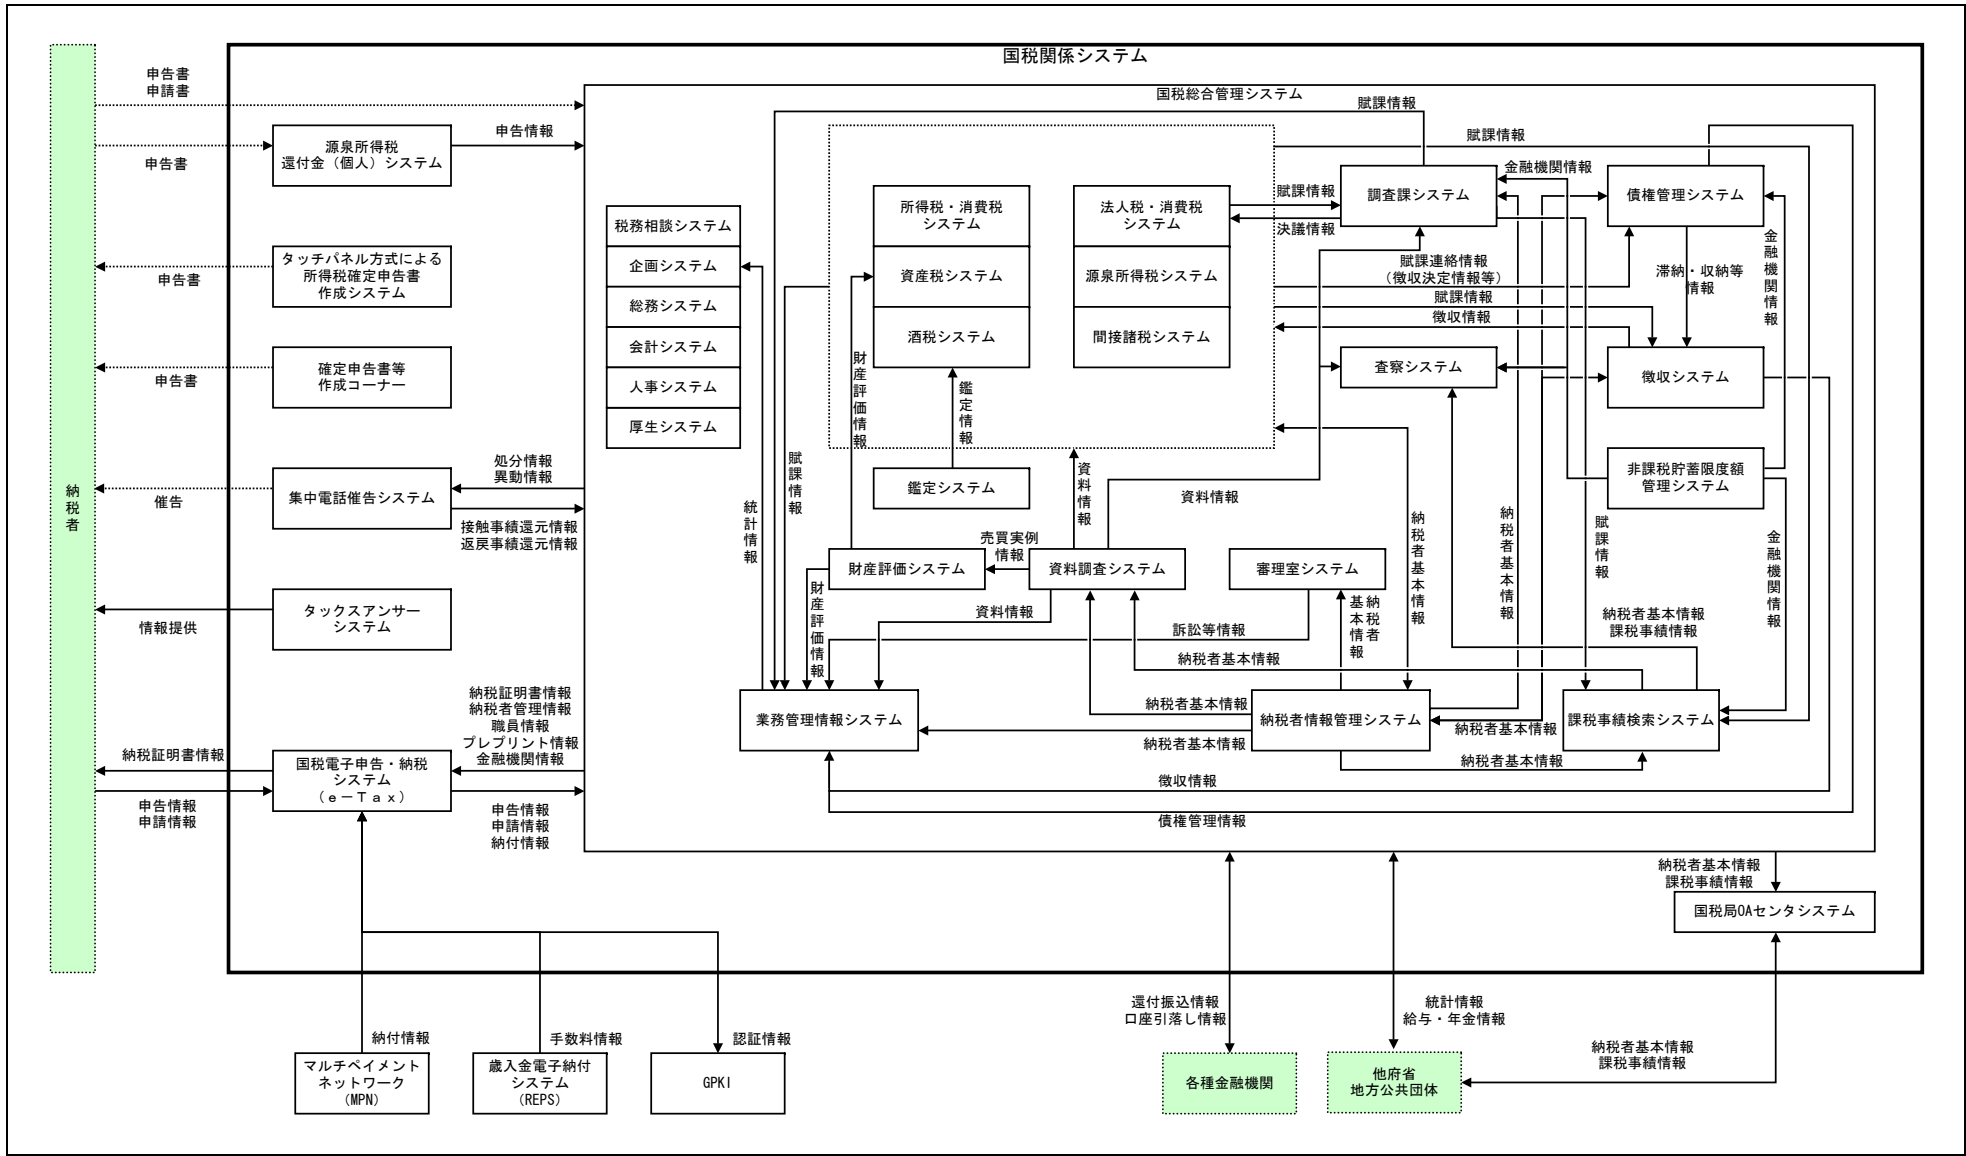 国税関係システム
国税総合管理システム
納税者
申告書
申請書
申告書
源泉所得税
還付金（個人）システム
申告情報
タッチパネル方式による
所得税確定申告書
作成システム
申告書
確定申告書等
作成コーナー
申告書
集中電話催告システム
催告
処分情報
異動情報
接触事績還元情報
返戻事績還元情報
タックスアンサー
システム
情報提供
納税証明書情報
納税者管理情報
職員情報
プレプリント情報
金融機関情報
納税証明書情報
国税電子申告・納税
システム
（ｅ－Ｔａｘ）
申告情報
申請情報
申告情報
申請情報
納付情報
税務相談システム
企画システム
総務システム
会計システム
人事システム
厚生システム
統計情報
賦課情報
財産評価情報
所得税・消費税
システム
資産税システム
酒税システム
法人税・消費税
システム
源泉所得税システム
間接諸税システム
鑑定情報
鑑定システム
資料情報
資料情報
賦課情報
賦課情報
賦課情報
決議情報
調査課システム
金融機関情報
債権管理システム
賦課連絡情報
（徴収決定情報等）
賦課情報
徴収情報
滞納・収納等
情報
金融機関情報
査察システム
徴収システム
非課税貯蓄限度額
管理システム
金融機関情報
賦課情報
納税者基本情報
納税者基本情報
売買実例
情報
財産評価システム
資料調査システム
審理室システム
財産評価情報
資料情報
訴訟等情報
納税者
基本情報
納税者基本情報
納税者基本情報
課税事績情報
業務管理情報システム
納税者基本情報
納税者基本情報
納税者情報管理システム
納税者基本情報
納税者基本情報
課税事績検索システム
徴収情報
債権管理情報
納税者基本情報
課税事績情報
国税局OAセンタシステム
納付情報
手数料情報
認証情報
マルチペイメント
ネットワーク
（MPN）
歳入金電子納付
システム
（REPS）
GPKI
還付振込情報
口座引落し情報
各種金融機関
統計情報
給与・年金情報
他府省
地方公共団体
納税者基本情報
課税事績情報